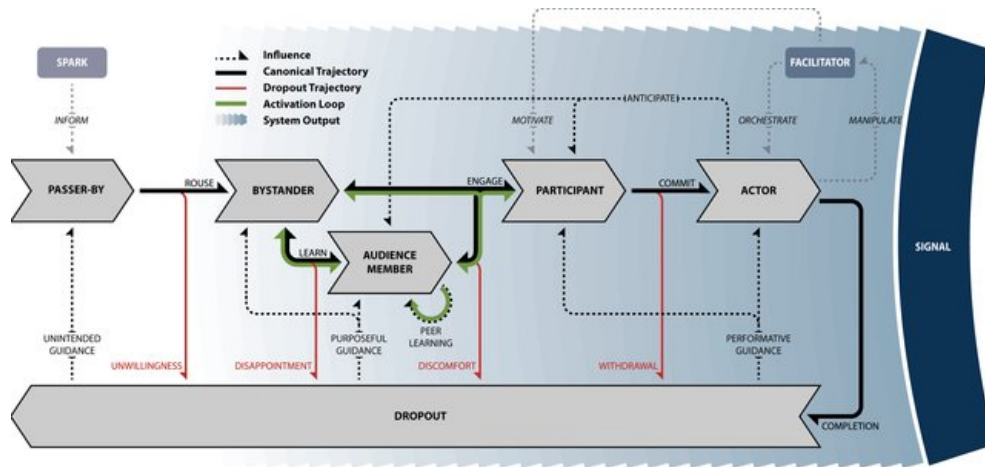 SPARK
Influence
Canonical Trajectory
Dropout Trajectory
Activation Loop
System Output
FACILITATOR
(ANTICIPATE)
INFORM
MOTIVATE
ORCHESTRATE
MANIPULATE
PASSER-BY
ROUSE
BYSTANDER
ENGAGE
PARTICIPANT
COMMIT
ACTOR
SIGNAL
LEARN
AUDIENCE
MEMBER
PEER
LEARNING
UNINTENDED
GUIDANCE
PURPOSEFUL
GUIDANCE
PERFORMATIVE
GUIDANCE
UNWILLINGNESS
DISAPPOINTMENT
DISCOMFORT
WITHDRAWAL
DROPOUT
COMPLETION